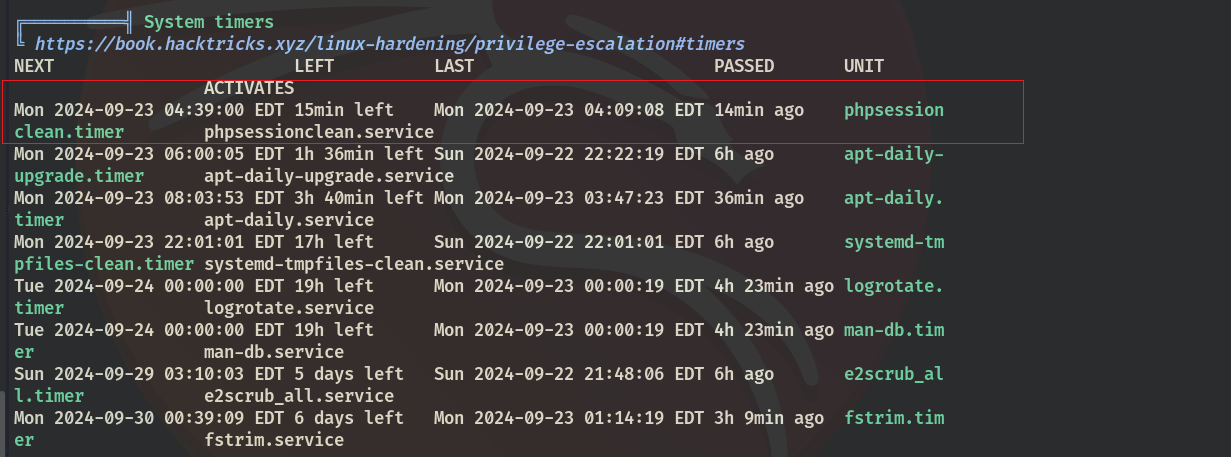 ╔══════════╣ System timers
╚ https://book.hacktricks.xyz/linux-hardening/privilege-escalation#timers
NEXT                        LEFT          LAST                        PASSED       UNIT
                   ACTIVATES
Mon 2024-09-23 04:39:00 EDT 15min left    Mon 2024-09-23 04:09:08 EDT 14min ago    phpsession
clean.timer        phpsessionclean.service
Mon 2024-09-23 06:00:05 EDT 1h 36min left Sun 2024-09-22 22:22:19 EDT 6h ago       apt-daily-
upgrade.timer      apt-daily-upgrade.service
Mon 2024-09-23 08:03:53 EDT 3h 40min left Mon 2024-09-23 03:47:23 EDT 36min ago    apt-daily.
timer              apt-daily.service
Mon 2024-09-23 22:01:01 EDT 17h left      Sun 2024-09-22 22:01:01 EDT 6h ago       systemd-tm
pfiles-clean.timer systemd-tmpfiles-clean.service
Tue 2024-09-24 00:00:00 EDT 19h left      Mon 2024-09-23 00:00:19 EDT 4h 23min ago logrotate.
timer              logrotate.service
Tue 2024-09-24 00:00:00 EDT 19h left      Mon 2024-09-23 00:00:19 EDT 4h 23min ago man-db.tim
er                 man-db.service
Sun 2024-09-29 03:10:03 EDT 5 days left   Sun 2024-09-22 21:48:06 EDT 6h ago       e2scrub_al
l.timer            e2scrub_all.service
Mon 2024-09-30 00:39:09 EDT 6 days left   Mon 2024-09-23 01:14:19 EDT 3h 9min ago  fstrim.tim
er                 fstrim.service